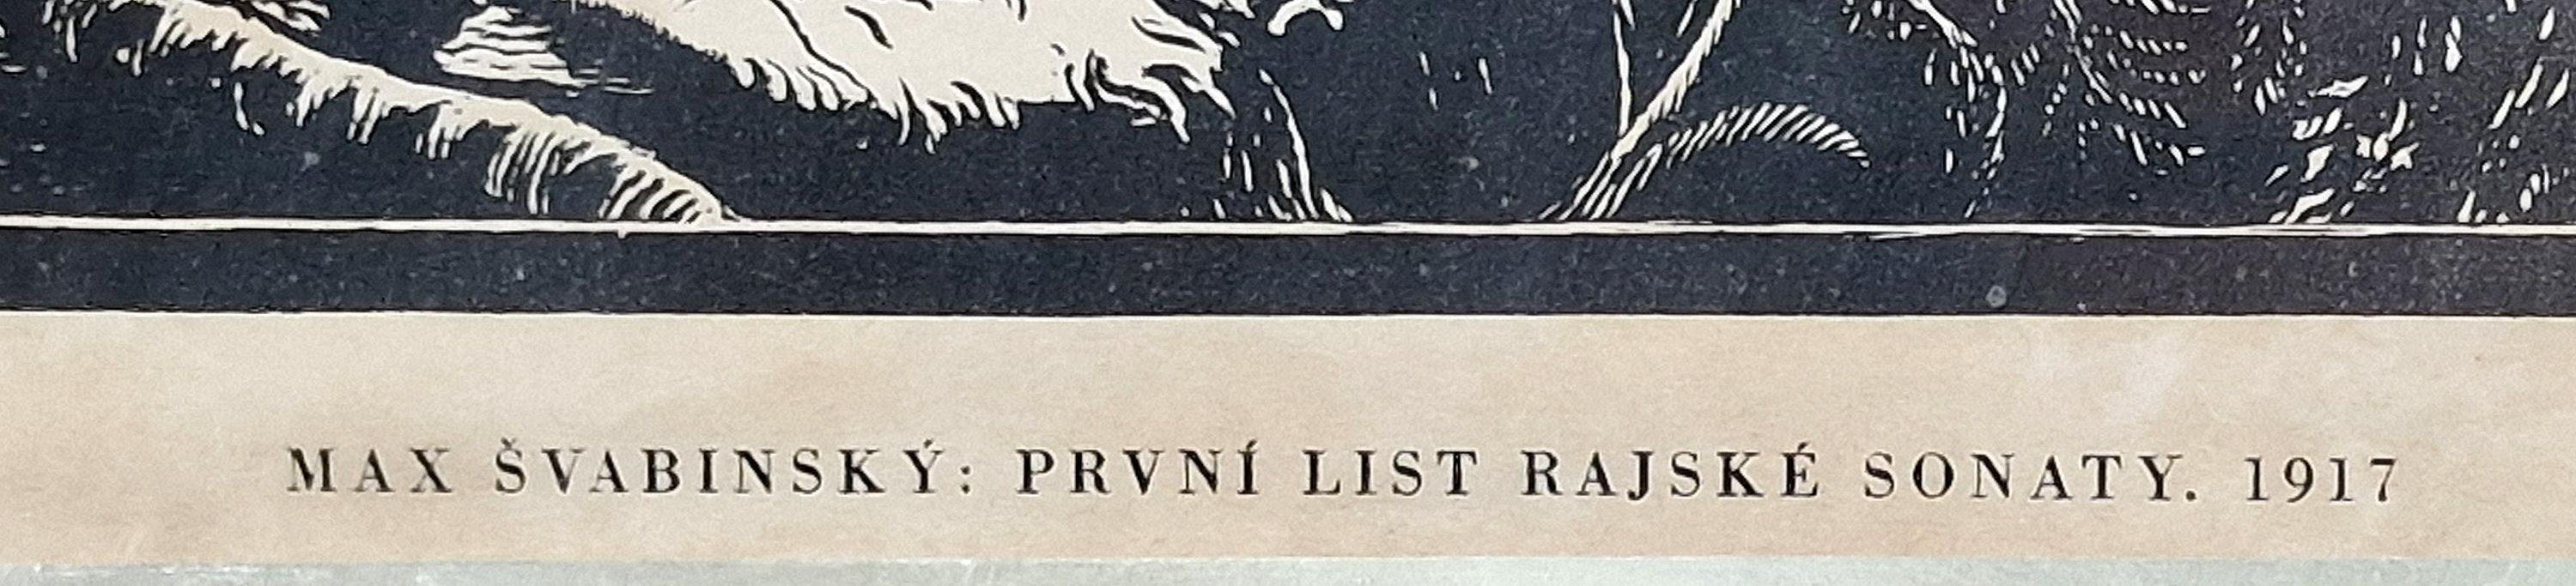 MAX ŠVABINSKÝ: PRVNÍ LIST RAJSKÉ SONATY. 1917